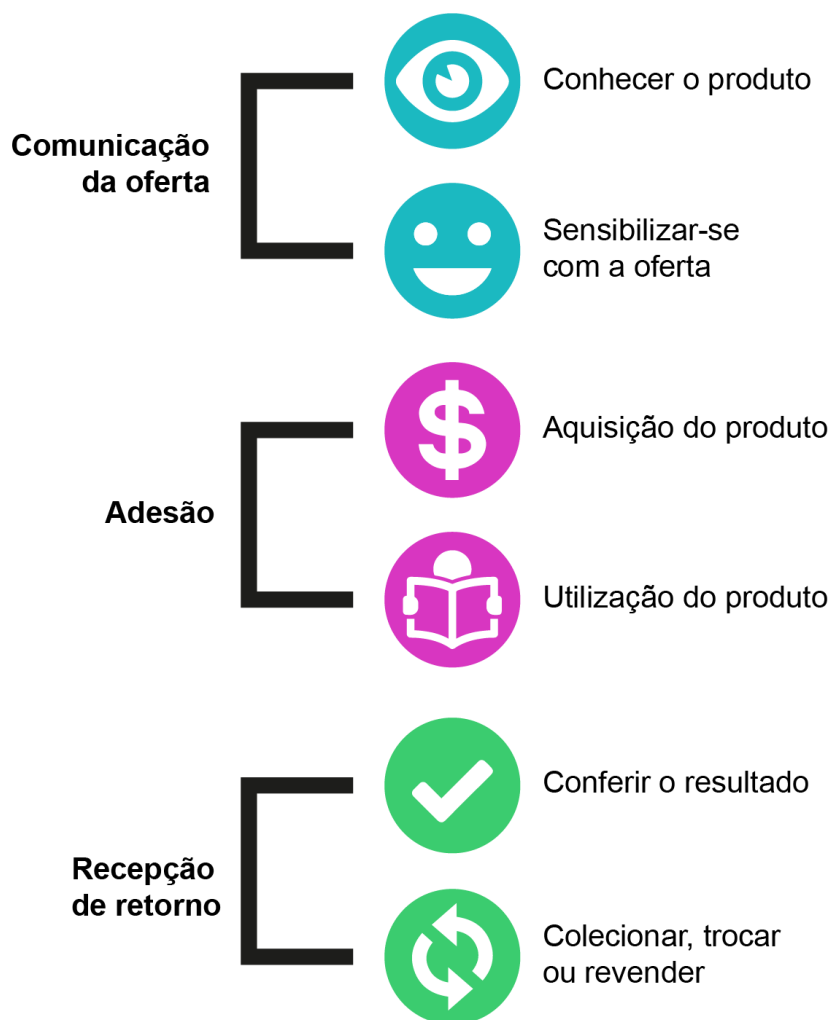 Comunicação
da oferta
Conhecer o produto
Sensibilizar-se
com a oferta
Adesão
Aquisição do produto
Utilização do produto
Recepção
de retorno
Conferir o resultado
Colecionar, trocar
ou revender